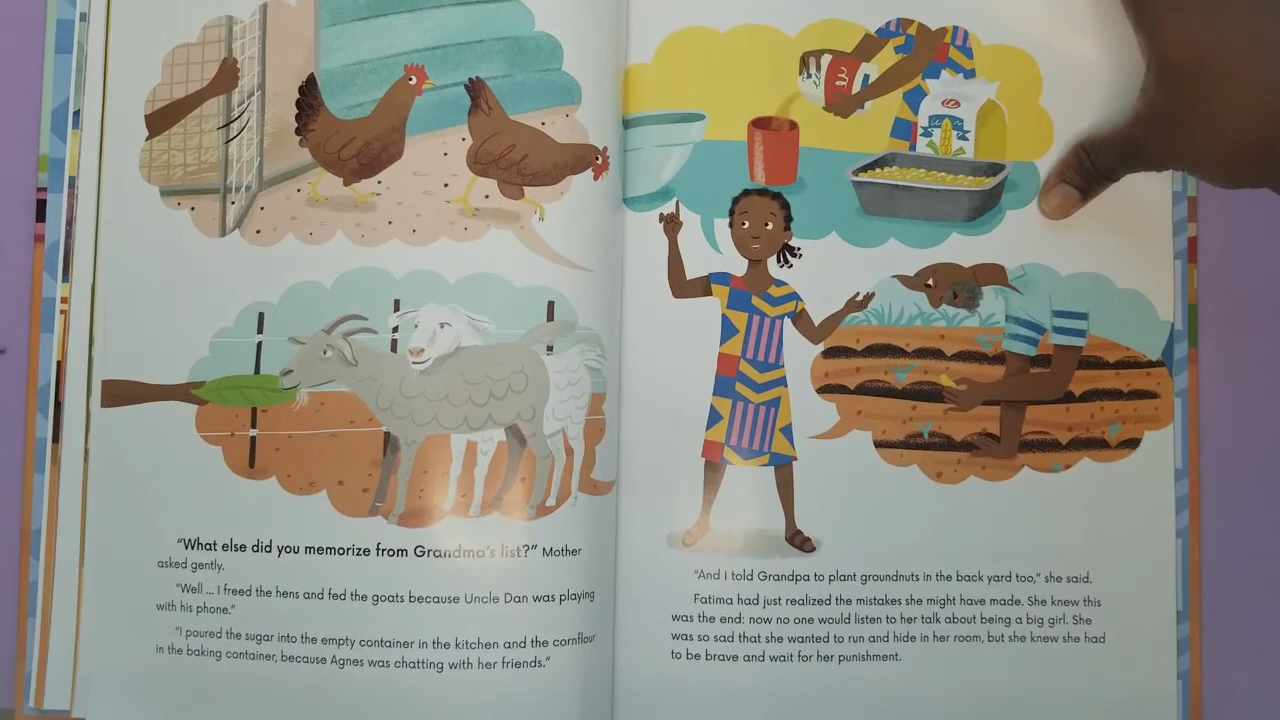 "What else did you memorize from Grandma's list?" Mother
asked gently.
"Well ... I freed the hens and fed the goats because Uncle Dan was playing
with his phone."
"I poured the sugar into the empty container in the kitchen and the cornflour
in the baking container, because Agnes was chatting with her friends."
"And I told Grandpa to plant groundnuts in the back yard too," she said.
Fatima had just realized the mistakes she might have made. She knew this
was the end: now no one would listen to her talk about being a big girl. She
was so sad that she wanted to run and hide in her room, but she knew she had
to be brave and wait for her punishment.